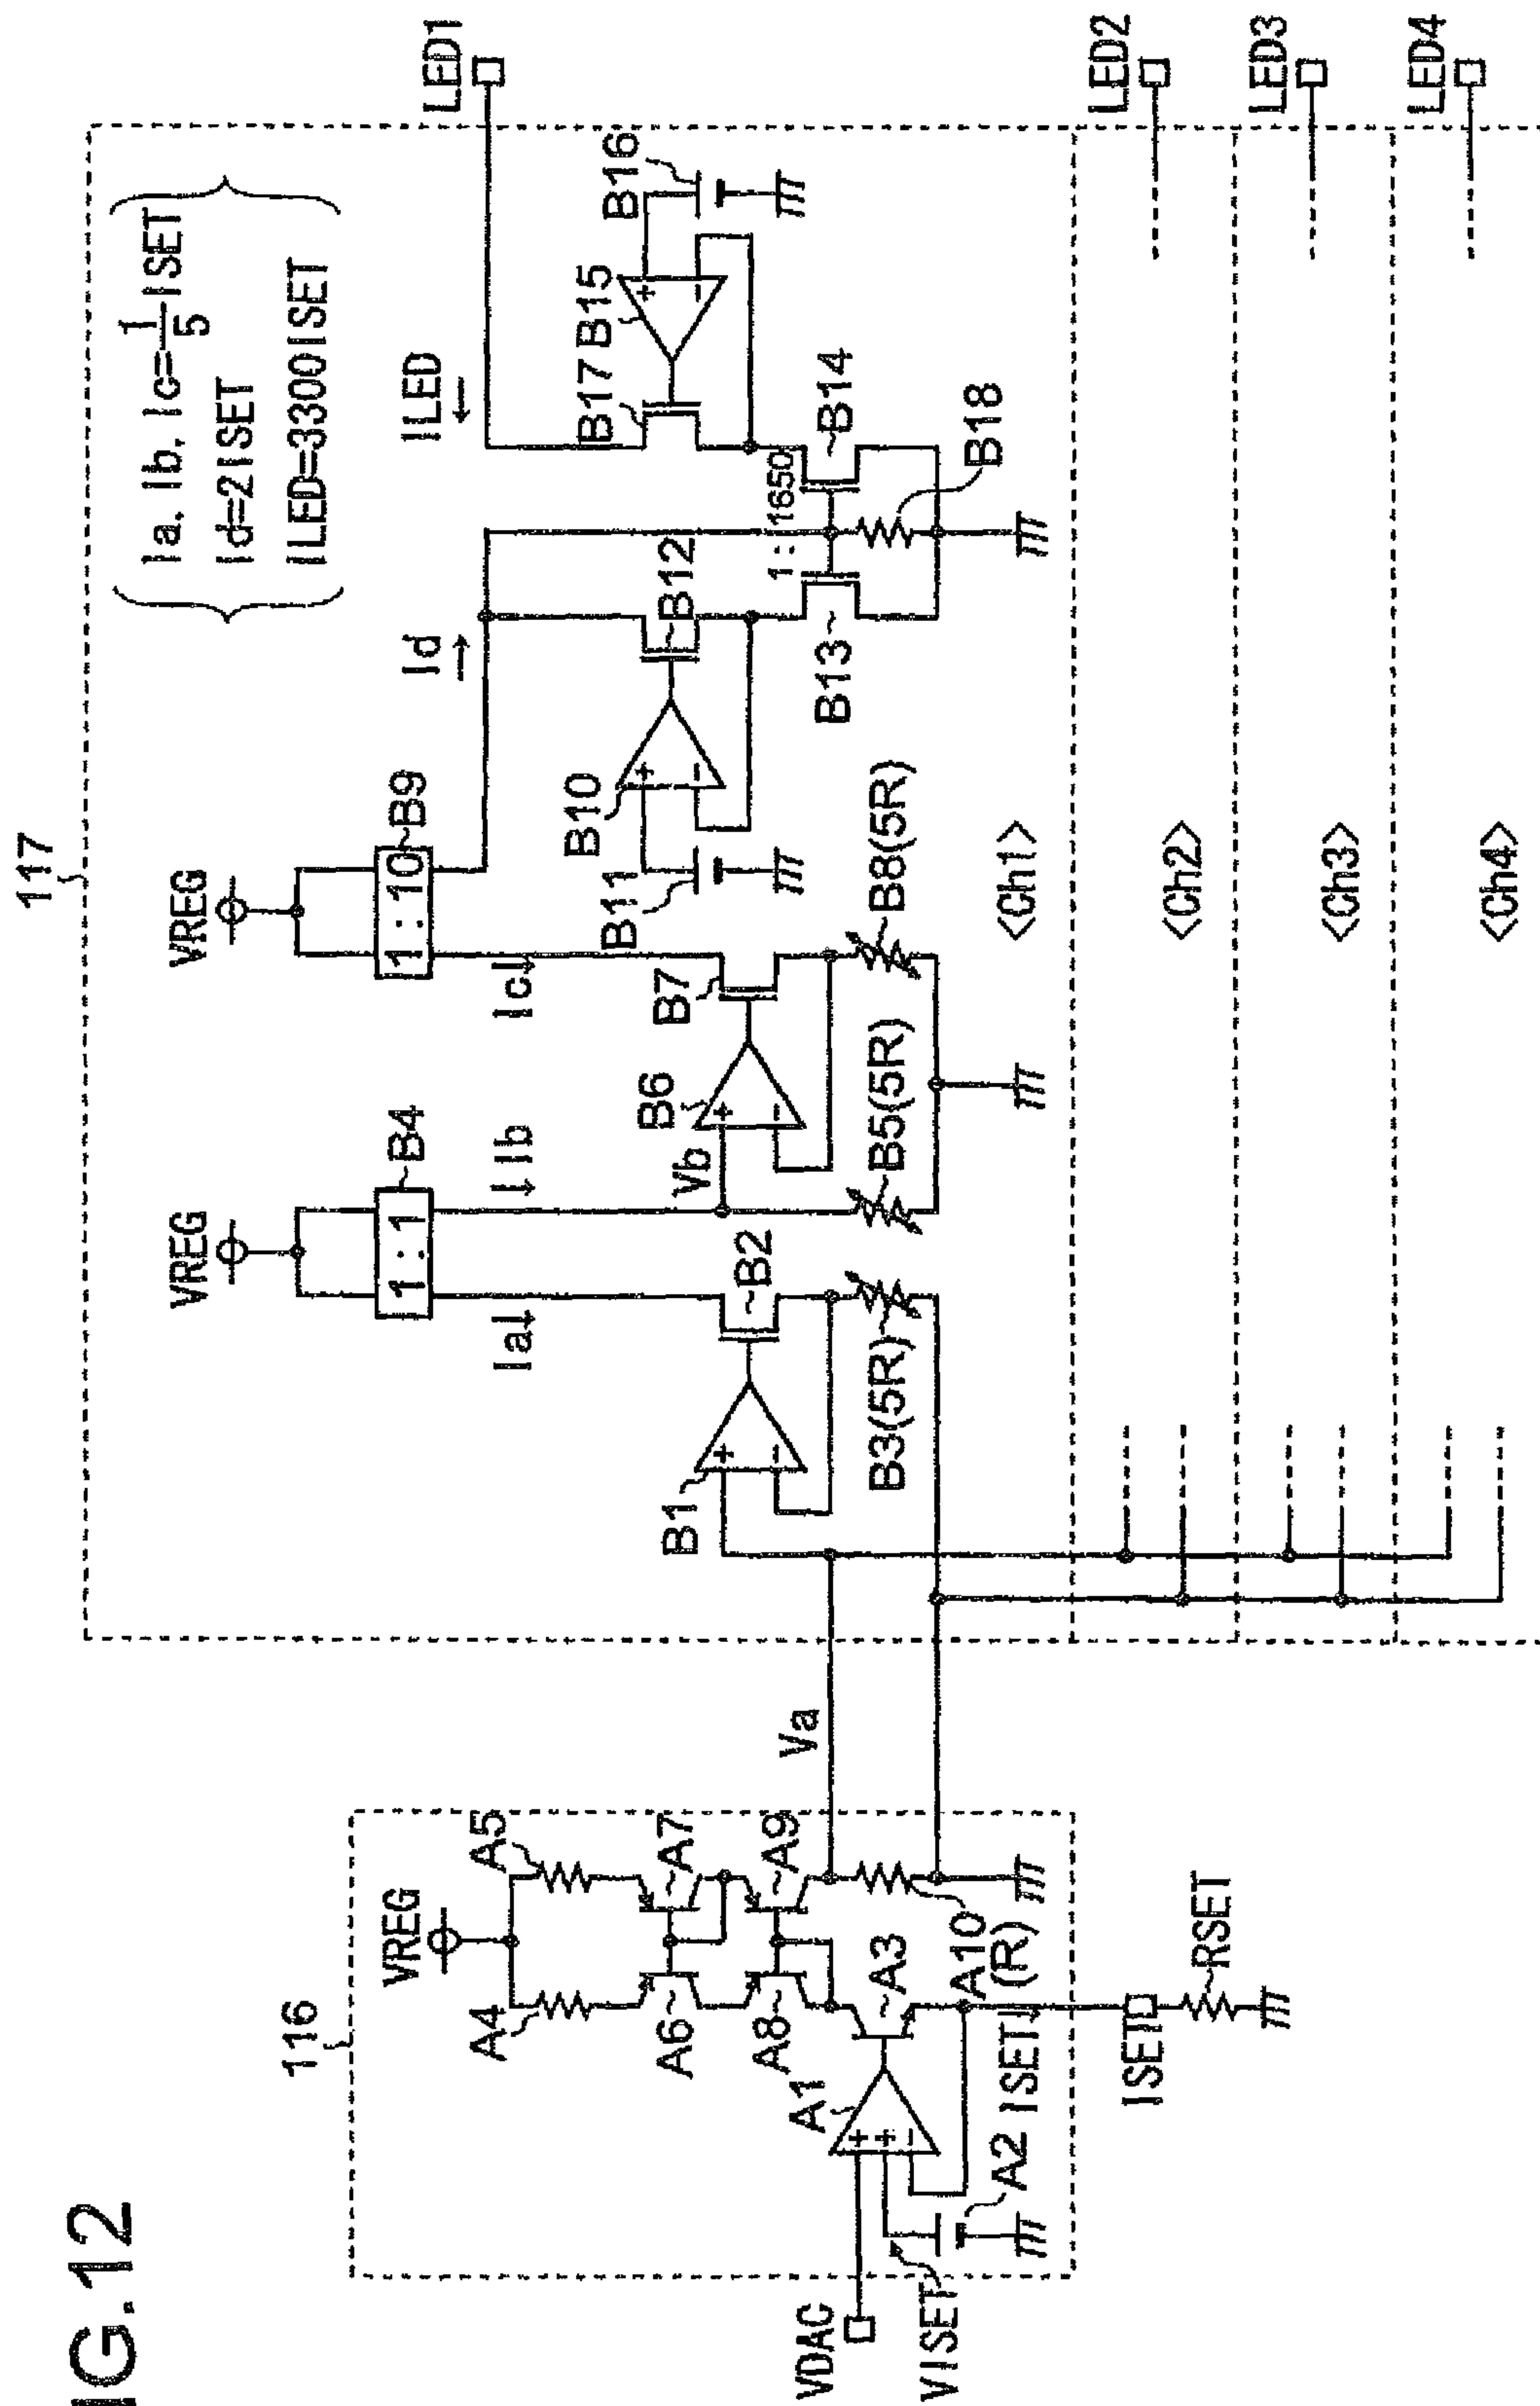 FIG.12
116
VREG
A4
A5
A6
A7
A8
A9
A1
A3
A10
(R)
A2
ISET
VDAC
VISET
ISET
RSET
Va
117
VREG
1 : 1
B4
Ia
Ib
B1
B2
B3(5R)
Vb
B6
B5(5R)
VREG
1 : 10
B9
Ic
B7
B8(5R)
Id
B10
B11
B12
B13
1 : 1650
B14
B18
ILED
B17
B15
B16
Ia, Ib, Ic=1/5 ISET
Id=2ISET
ILED=3300ISET
LED1
<Ch1>
LED2
<Ch2>
LED3
<Ch3>
LED4
<Ch4>